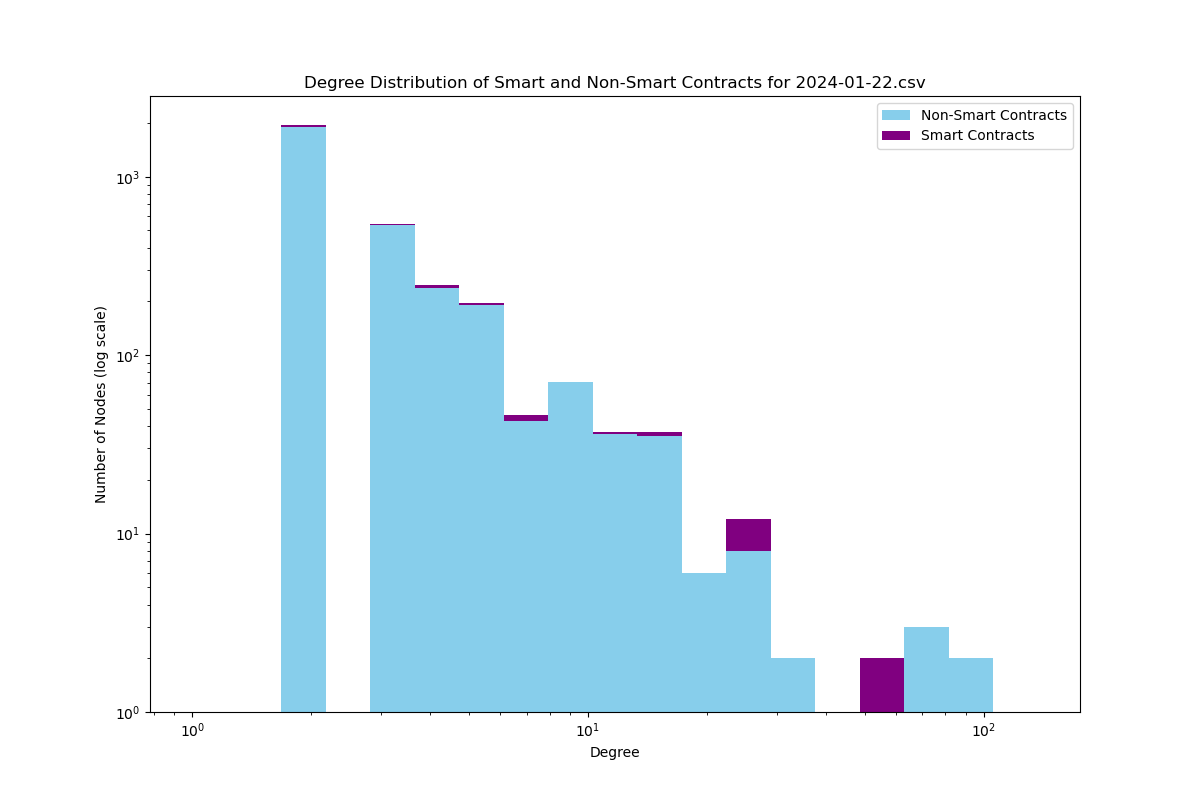 Degree Distribution of Smart and Non-Smart Contracts for 2024-01-22.csv
Non-Smart Contracts
Smart Contracts
Number of Nodes (log scale)
10³
10²
10¹
10⁰
10⁰ 10¹ 10²
Degree